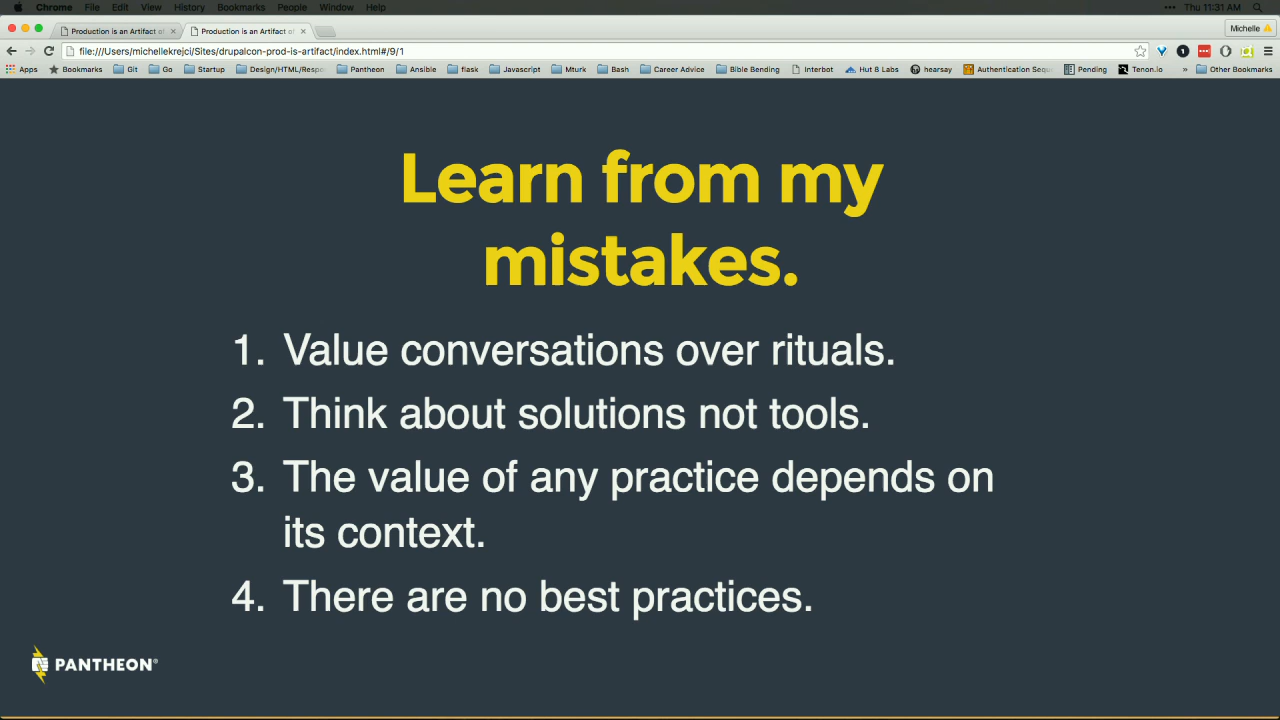 Chrome File Edit View History Bookmarks People Window Help
••• Thu 11:31 AM
Production is an Artifact of
Production is an Artifact of
Michelle
file:///Users/michellekrejci/Sites/drupalcon-prod-is-artifact/index.html#/9/1
Apps Bookmarks Git Go Startup Design/HTML/Respo Pantheon Ansible flask Javascript Mturk Bash Career Advice Bible Bending Interbot Hut 8 Labs hearsay Authentication Sequ Pending Tenon.io » Other Bookmarks
Learn from my
mistakes.
1. Value conversations over rituals.
2. Think about solutions not tools.
3. The value of any practice depends on
its context.
4. There are no best practices.
PANTHEON®